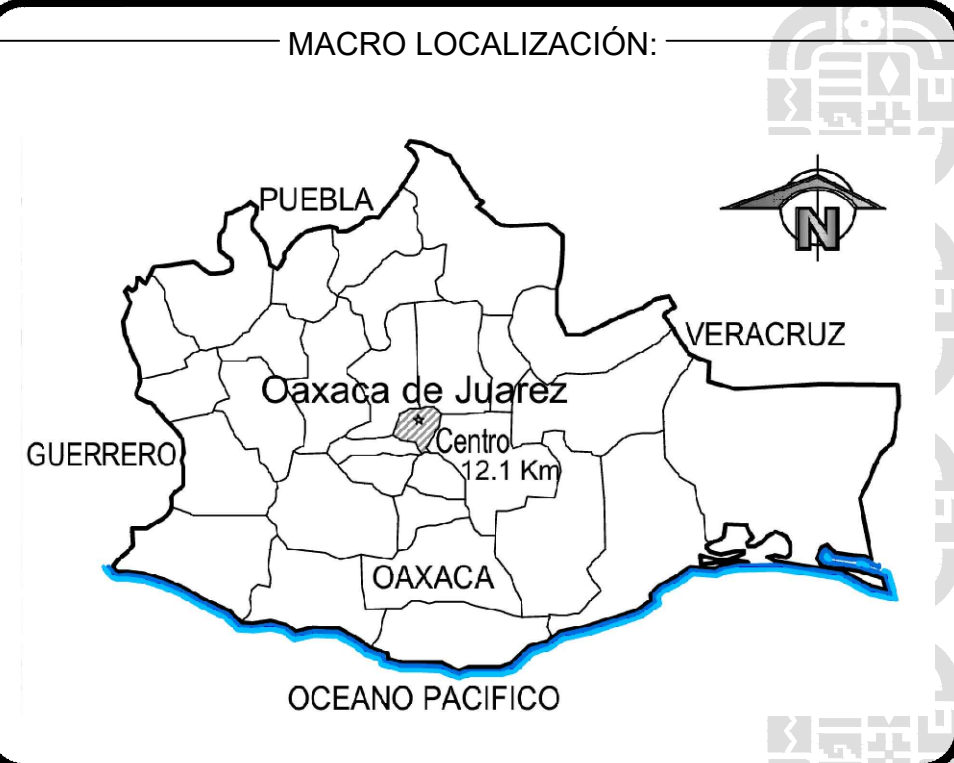 MACRO LOCALIZACIÓN:
PUEBLA
N
VERACRUZ
Oaxaca de Juarez
GUERRERO
Centro
12.1 Km
OAXACA
OCEANO PACIFICO